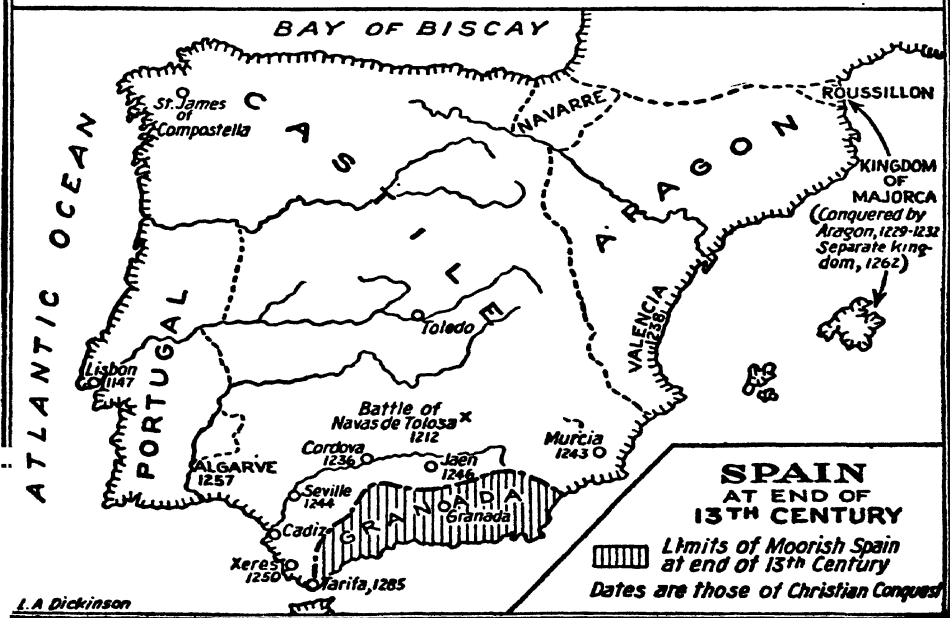 BAY OF BISCAY
ATLANTIC OCEAN
St. James
of
Compostella
CASTILE
NAVARRE
ARAGON
ROUSSILLON
KINGDOM
OF
MAJORCA
(Conquered by
Aragon, 1229-1232
Separate king-
dom, 1262)
PORTUGAL
Toledo
VALENCIA
1238
Lisbon
1147
Battle of
Navas de Tolosa x
1212
Murcia
1243
Cordova
1236
Jaen
1246
ALGARVE
1257
Seville
1244
GRANADA
Granada
Cadiz
Xeres
1250
Tarifa, 1285
SPAIN
AT END OF
13TH CENTURY
Limits of Moorish Spain
at end of 13th Century
Dates are those of Christian Conquest
L. A Dickinson